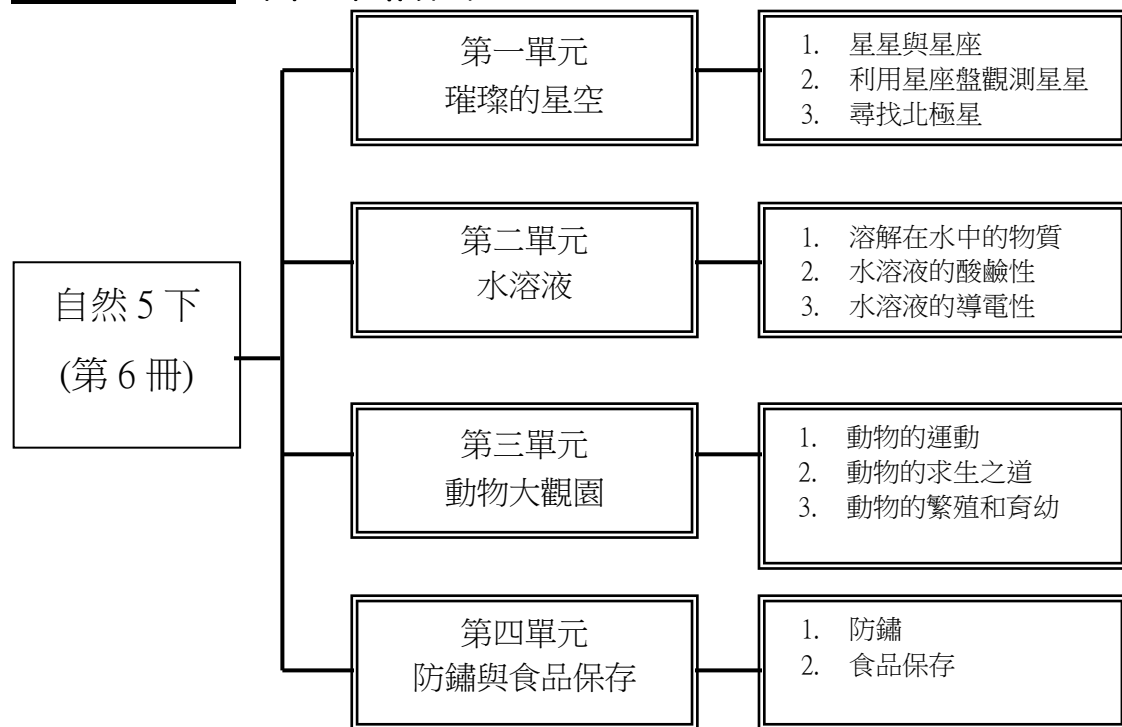 自然 5 下
(第 6 冊)
第一單元
璀璨的星空
1. 星星與星座
2. 利用星座盤觀測星星
3. 尋找北極星
第二單元
水溶液
1. 溶解在水中的物質
2. 水溶液的酸鹼性
3. 水溶液的導電性
第三單元
動物大觀園
1. 動物的運動
2. 動物的求生之道
3. 動物的繁殖和育幼
第四單元
防鏽與食品保存
1. 防鏽
2. 食品保存